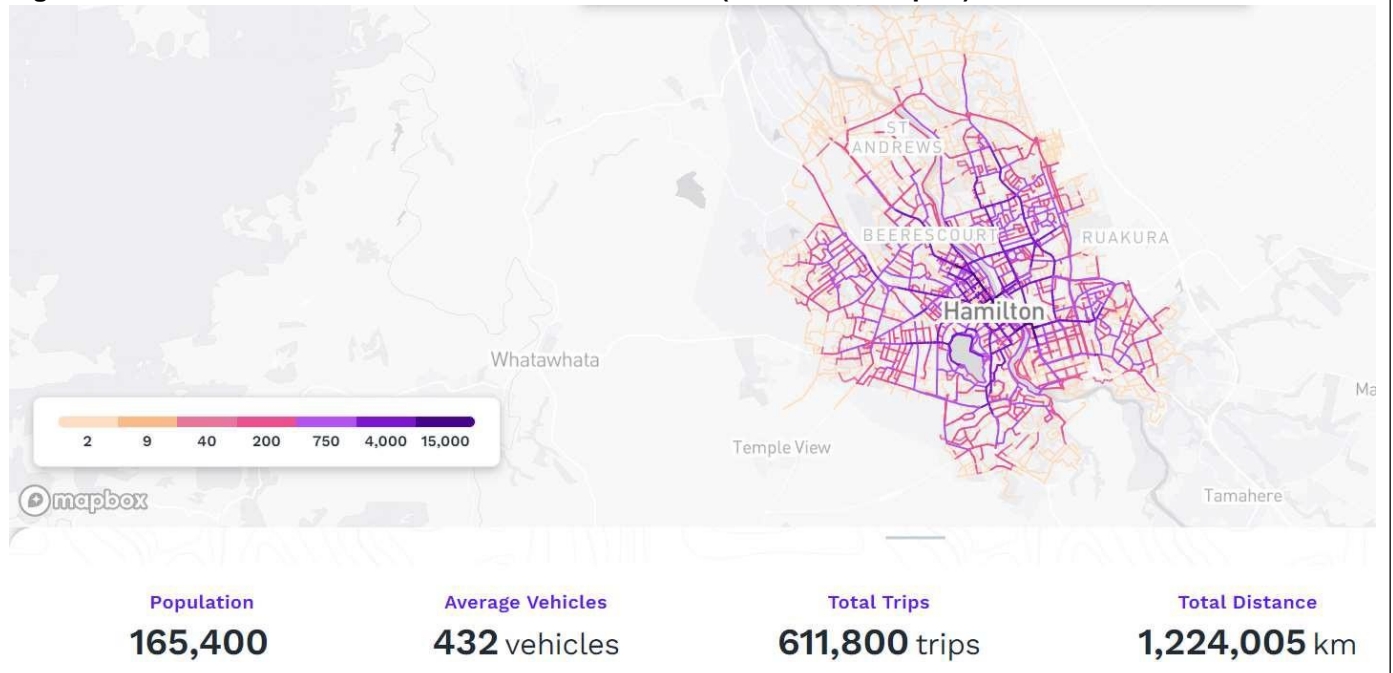 ST
ANDREWS
BEERESCOURT
RUAKURA
Hamilton
Whatawhata
Ma
2 9 40 200 750 4,000 15,000
Temple View
mapbox
Tamahere
Population Average Vehicles Total Trips Total Distance
165,400 432 vehicles 611,800 trips 1,224,005 km